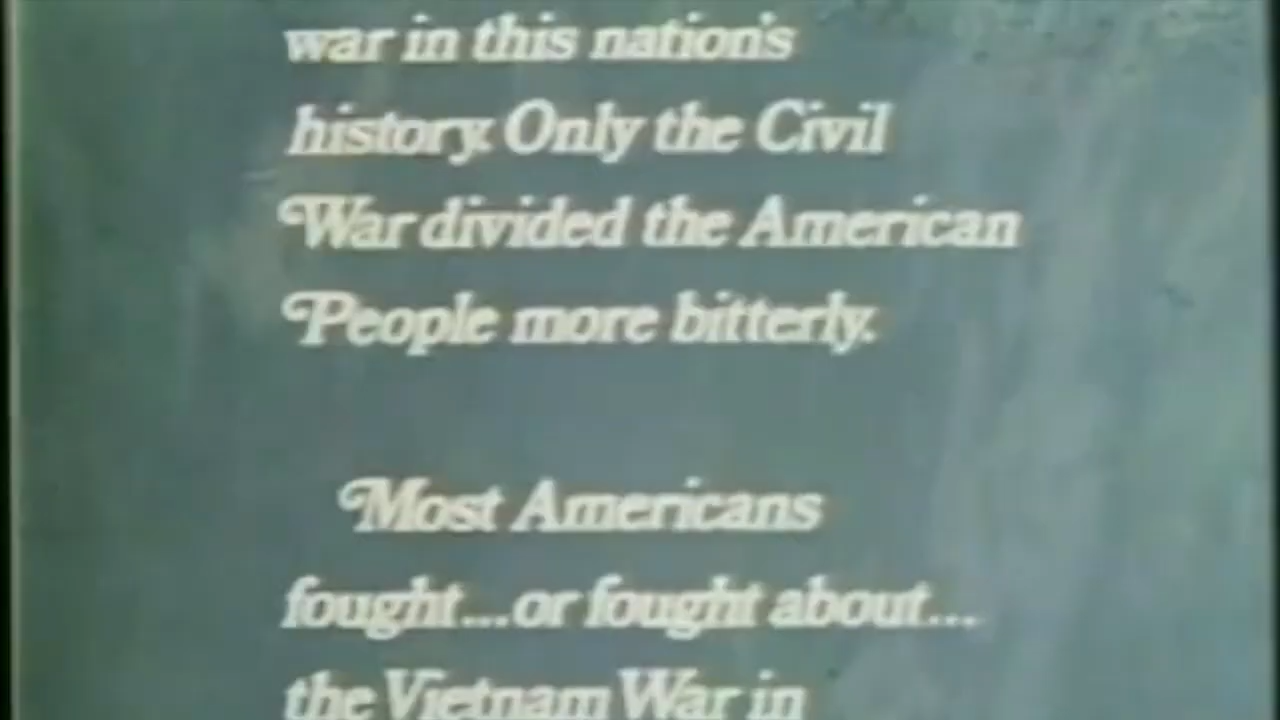 war in this nation's
history. Only the Civil
War divided the American
People more bitterly.
Most Americans
fought...or fought about...
the Vietnam War in